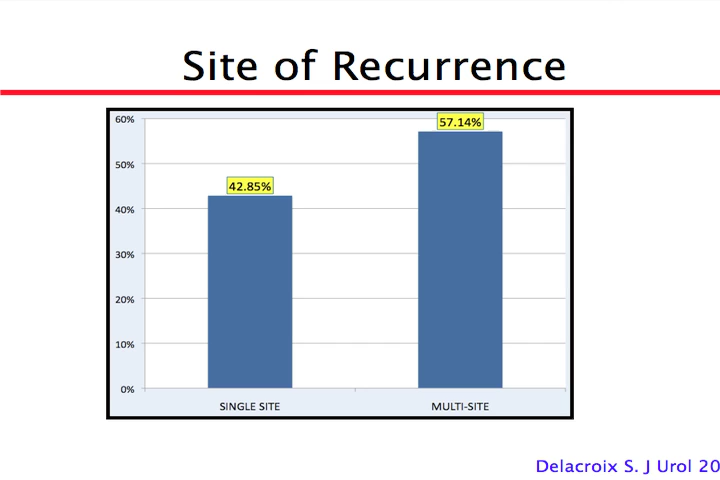 Site of Recurrence
60%
57.14%
50%
42.85%
40%
30%
20%
10%
0%
SINGLE SITE
MULTI-SITE
Delacroix S. J Urol 20